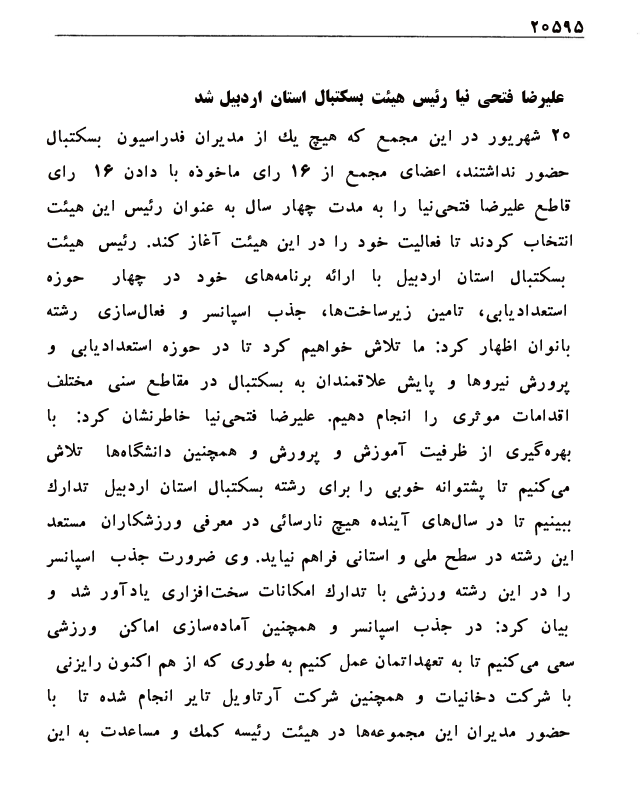 ۲۰۵۹۵
علیرضا فتحی نیا رئیس هیئت بسکتبال استان اردبیل شد
۲۰ شهریور در این مجمع که هیچ یك از مدیران فدراسیون بسکتبال
حضور نداشتند، اعضای مجمع از ۱۶ رای ماخوذه با دادن ۱۶ رای
قاطع علیرضا فتحی‌نیا را به مدت چهار سال به عنوان رئیس این هیئت
انتخاب کردند تا فعالیت خود را در این هیئت آغاز کند. رئیس هیئت
بسکتبال استان اردبیل با ارائه برنامه‌های خود در چهار حوزه
استعدادیابی، تامین زیرساخت‌ها، جذب اسپانسر و فعال‌سازی رشته
بانوان اظهار کرد: ما تلاش خواهیم کرد تا در حوزه استعدادیابی و
پرورش نیروها و پایش علاقمندان به بسکتبال در مقاطع سنی مختلف
اقدامات موثری را انجام دهیم. علیرضا فتحی‌نیا خاطرنشان کرد: با
بهره‌گیری از ظرفیت آموزش و پرورش و همچنین دانشگاه‌ها تلاش
می‌کنیم تا پشتوانه خوبی را برای رشته بسکتبال استان اردبیل تدارك
ببینیم تا در سال‌های آینده هیچ نارسائی در معرفی ورزشکاران مستعد
این رشته در سطح ملی و استانی فراهم نیاید. وی ضرورت جذب اسپانسر
را در این رشته ورزشی با تدارك امکانات سخت‌افزاری یادآور شد و
بیان کرد: در جذب اسپانسر و همچنین آماده‌سازی اماکن ورزشی
سعی می‌کنیم تا به تعهداتمان عمل کنیم به طوری که از هم اکنون رایزنی
با شرکت دخانیات و همچنین شرکت آرتاویل تایر انجام شده تا با
حضور مدیران این مجموعه‌ها در هیئت رئیسه کمك و مساعدت به این